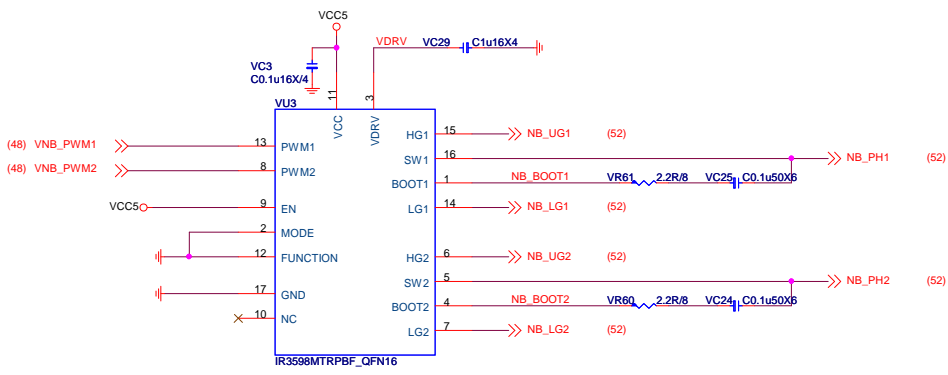 VCC5
VDRV VC29 C1u16X4
VC3
C0.1u16X/4
VU3
11 3
VCC VDRV
(48) VNB_PWM1 13 PWM1
(48) VNB_PWM2 8 PWM2
VCC5 9 EN
2 MODE
12 FUNCTION
17 GND
10 NC
HG1 15 NB_UG1 (52)
SW1 16 NB_PH1 (52)
BOOT1 1 NB_BOOT1 VR61 2.2R/8 VC25 C0.1u50X6
LG1 14 NB_LG1 (52)
HG2 6 NB_UG2 (52)
SW2 5 NB_PH2 (52)
BOOT2 4 NB_BOOT2 VR60 2.2R/8 VC24 C0.1u50X6
LG2 7 NB_LG2 (52)
IR3598MTRPBF_QFN16